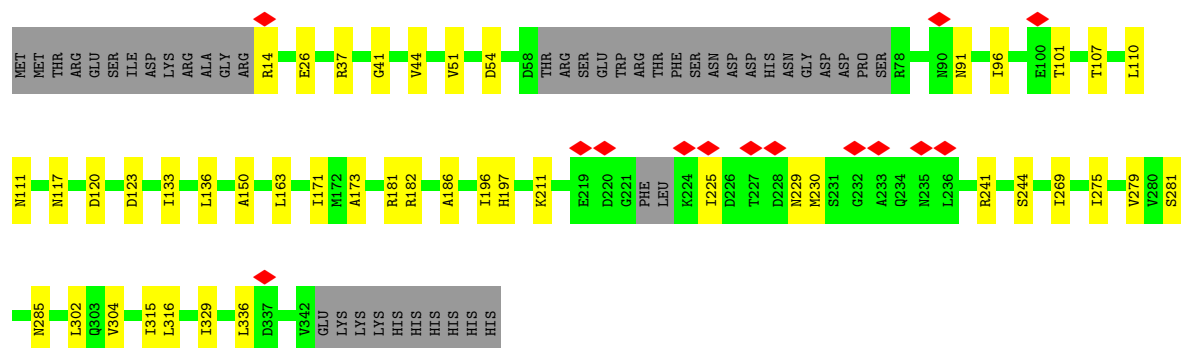 MET MET THR ARG GLU SER ILE ASP LYS ARG ALA GLY ARG R14 E26 R37 G41 V44 V51 D54 D58 THR ARG SER GLU TRP ARG THR PHE SER ASN ASP ASP HIS ASN GLY ASP ASP PRO SER R78 N90 N91 I96 E100 T101 T107 L110
N111 N117 D120 D123 I133 L136 A150 L163 I171 M172 A173 R181 R182 A186 I196 H197 K211 E219 D220 G221 PHE LEU K224 I225 D226 T227 D228 N229 M230 S231 G232 A233 Q234 N235 L236 R241 S244 I269 I275 V279 V280 S281
N285 L302 Q303 V304 I315 L316 I329 L336 D337 V342 GLU LYS LYS LYS HIS HIS HIS HIS HIS HIS